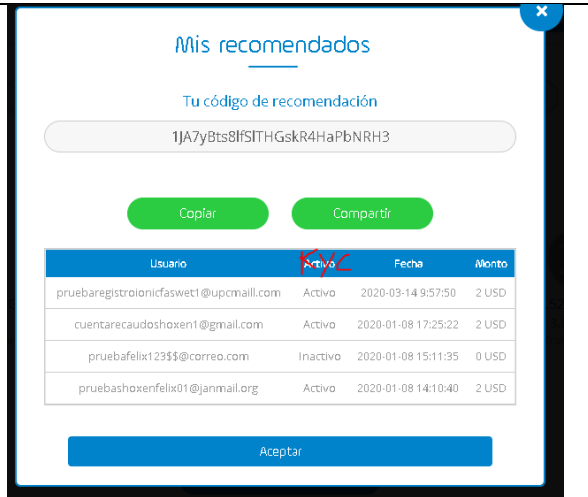 Mis recomendados
Tu código de recomendación
1JA7yBts8lfSlTHGskR4HaPbNRH3
Copiar Compartir
Usuario Activo KYC Fecha Monto
pruebaregistroionicfaswet1@upcmaill.com Activo 2020-03-14 9:57:50 2 USD
cuentarecaudoshoxen1@gmail.com Activo 2020-01-08 17:25:22 2 USD
pruebafelix123$$@correo.com Inactivo 2020-01-08 15:11:35 0 USD
pruebashoxenfelix01@janmail.org Activo 2020-01-08 14:10:40 2 USD
Aceptar